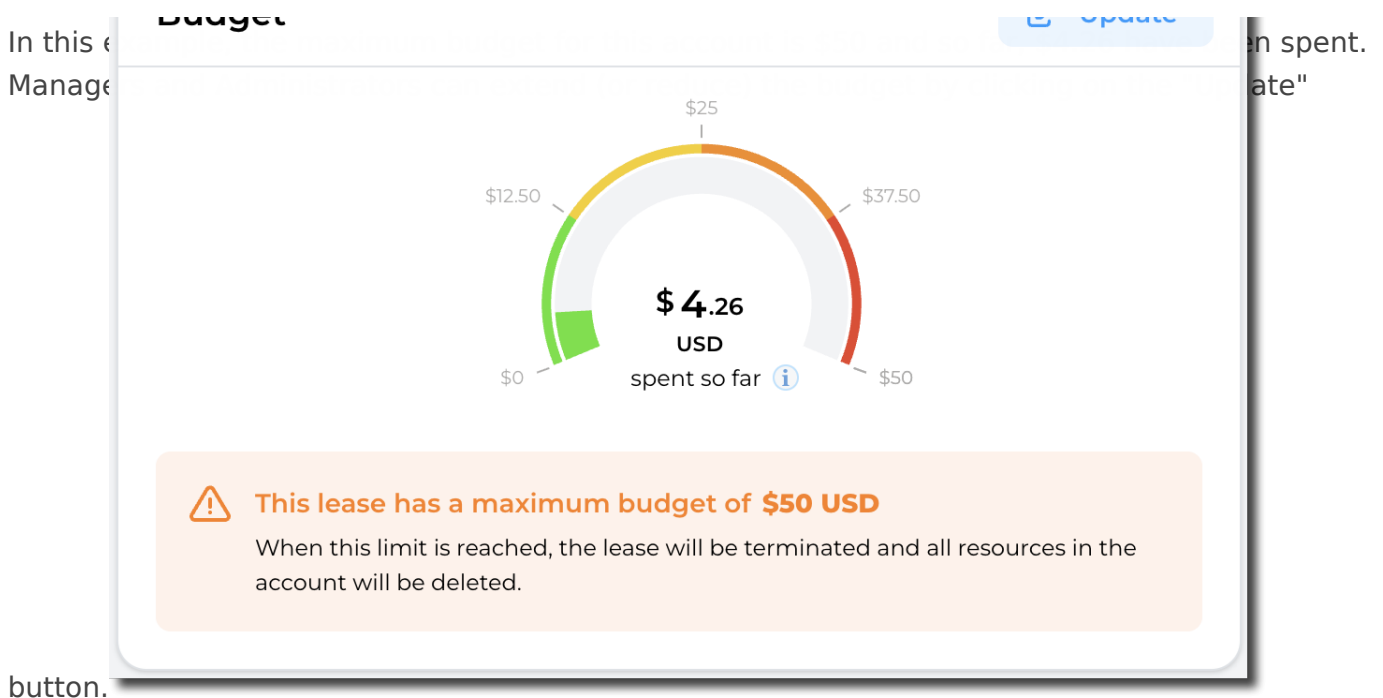 Budget
Update
In this e
en spent.
Manage
ate"
$25
$12.50
$37.50
$4.26
USD
$0
spent so far i
$50
This lease has a maximum budget of $50 USD
When this limit is reached, the lease will be terminated and all resources in the
account will be deleted.
button.